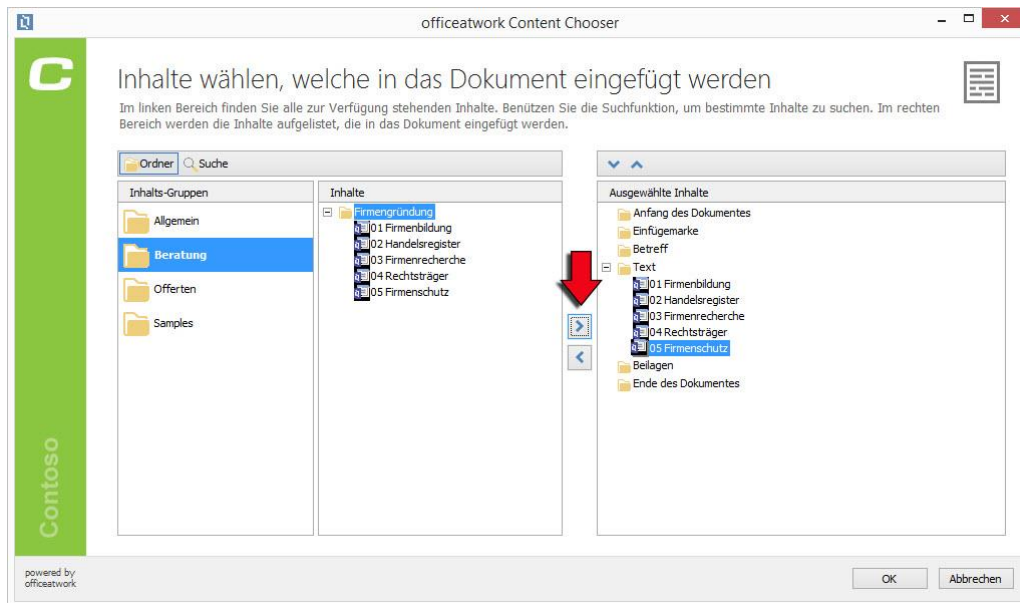 officeatwork Content Chooser
C
Inhalte wählen, welche in das Dokument eingefügt werden
Im linken Bereich finden Sie alle zur Verfügung stehenden Inhalte. Benützen Sie die Suchfunktion, um bestimmte Inhalte zu suchen. Im rechten
Bereich werden die Inhalte aufgelistet, die in das Dokument eingefügt werden.
Ordner Suche
Inhalts-Gruppen
Allgemein
Beratung
Offerten
Samples
Inhalte
Firmengründung
01 Firmenbildung
02 Handelsregister
03 Firmenrecherche
04 Rechtsträger
05 Firmenschutz
Ausgewählte Inhalte
Anfang des Dokumentes
Einfügemarke
Betreff
Text
01 Firmenbildung
02 Handelsregister
03 Firmenrecherche
04 Rechtsträger
05 Firmenschutz
Beilagen
Ende des Dokumentes
Contoso
powered by
officeatwork
OK Abbrechen